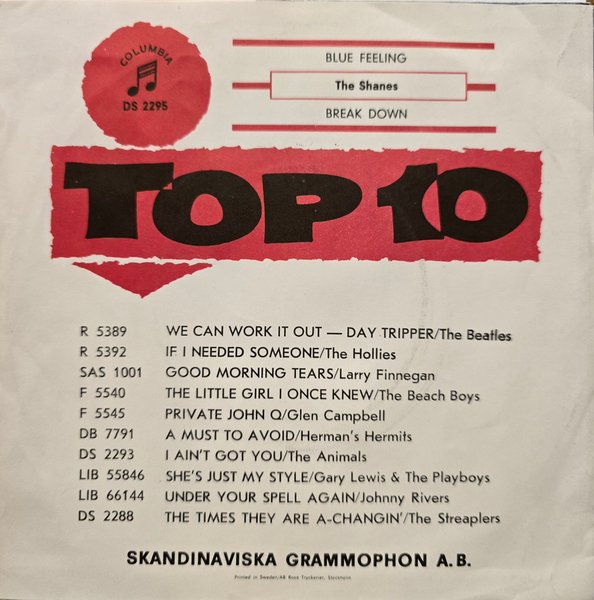 COLUMBIA
DS 2295
BLUE FEELING
The Shanes
BREAK DOWN
TOP 10
R 5389 WE CAN WORK IT OUT — DAY TRIPPER/The Beatles
R 5392 IF I NEEDED SOMEONE/The Hollies
SAS 1001 GOOD MORNING TEARS/Larry Finnegan
F 5540 THE LITTLE GIRL I ONCE KNEW/The Beach Boys
F 5545 PRIVATE JOHN Q/Glen Campbell
DB 7791 A MUST TO AVOID/Herman's Hermits
DS 2293 I AIN'T GOT YOU/The Animals
LIB 55846 SHE'S JUST MY STYLE/Gary Lewis & The Playboys
LIB 66144 UNDER YOUR SPELL AGAIN/Johnny Rivers
DS 2288 THE TIMES THEY ARE A-CHANGIN'/The Streaplers
SKANDINAVISKA GRAMMOPHON A.B.
Printed in Sweden/AB Rosa Tryckerier, Stockholm